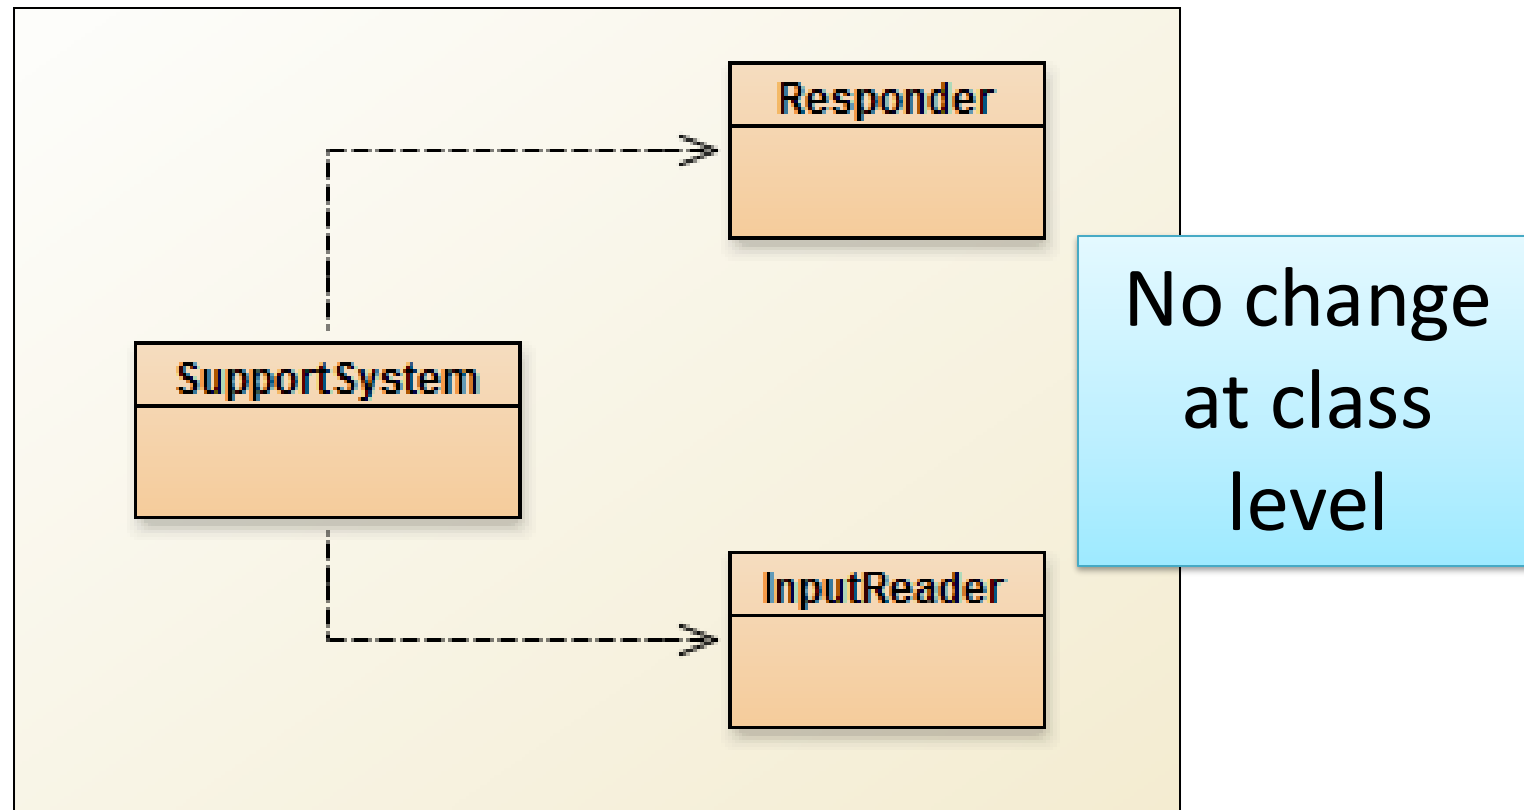 Responder
SupportSystem
InputReader
No change
at class
level